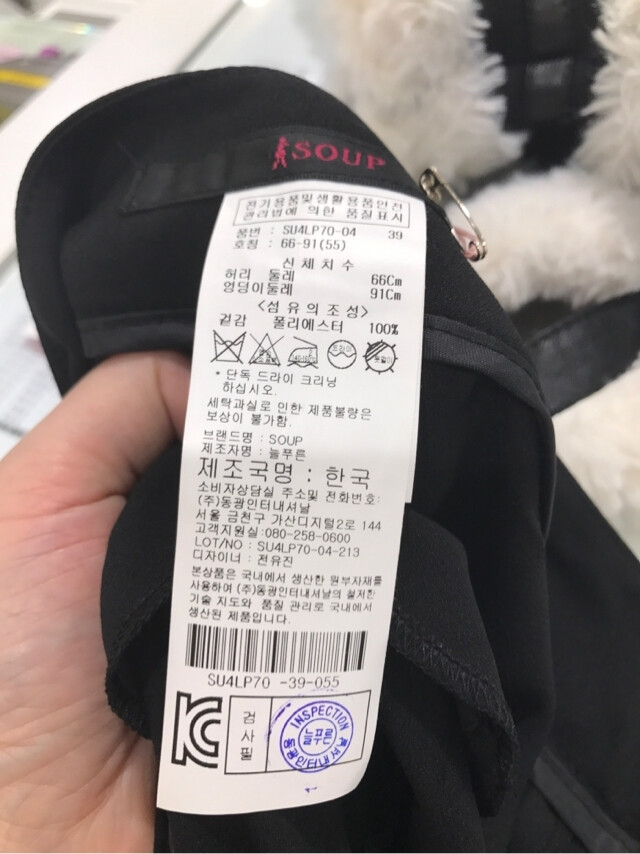 SOUP
전기용품및생활용품안전
관리법에 의한 품질표시
품번 : SU4LP70-04 39
호칭 : 66-91(55)
신체치수
허리 둘레 66Cm
엉덩이둘레 91Cm
<섬유의조성>
겉감 폴리에스터 100%
* 단독 드라이 크리닝
하십시오.
세탁과실로 인한 제품불량은
보상이 불가함.
브랜드명 : SOUP
제조자명 : 늘푸른
제조국명 : 한국
소비자상담실 주소및 전화번호:
(주)동광인터내셔날
서울 금천구 가산디지털2로 144
고객지원실:080-258-0600
LOT/NO : SU4LP70-04-213
디자이너 : 전유진
본상품은 국내에서 생산한 원부자재를
사용하여 (주)동광인터내셔날의 철저한
기술 지도와 품질 관리로 국내에서
생산된 제품입니다.
SU4LP70 -39-055
검사필
INSPECTION
늘푸른
동광인터내셔날